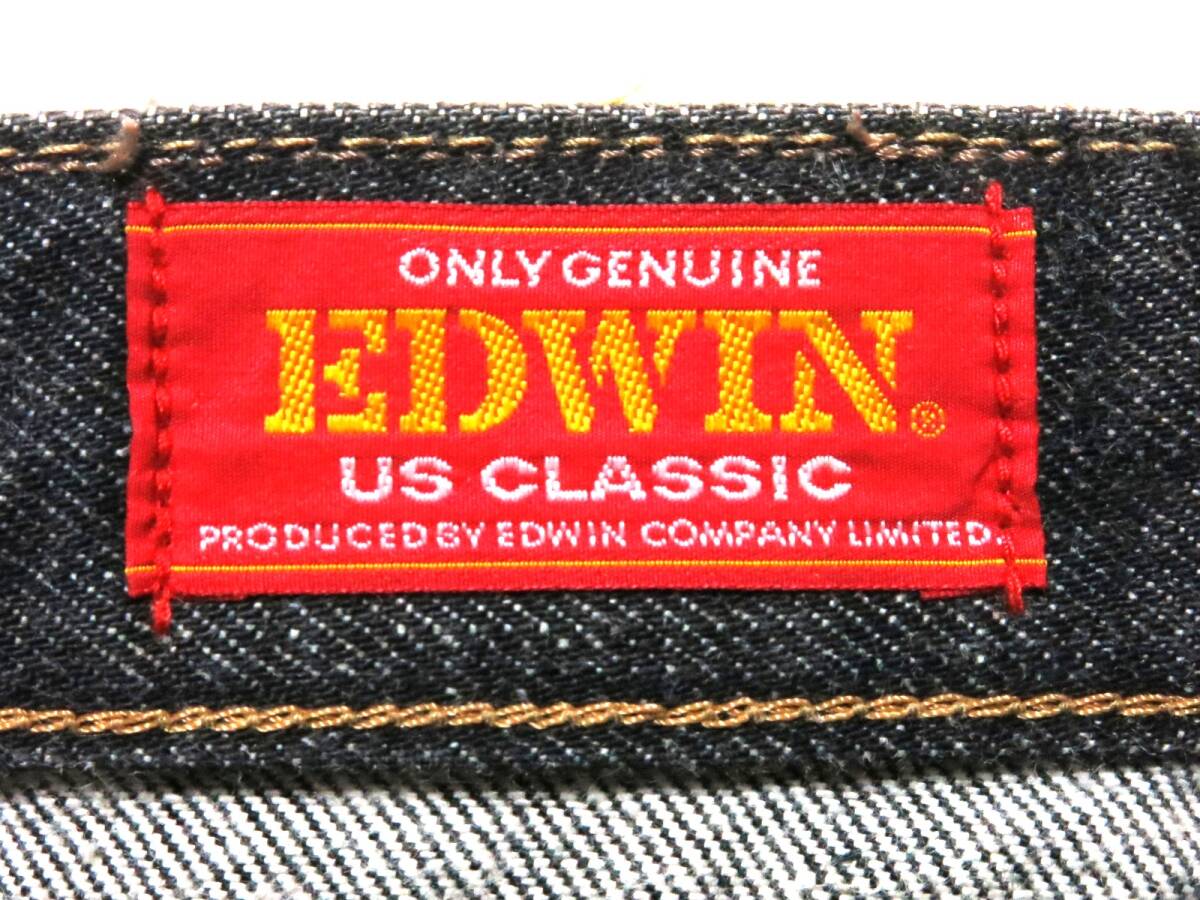 ONLY GENUINE
EDWIN®
US CLASSIC
PRODUCED BY EDWIN COMPANY LIMITED.